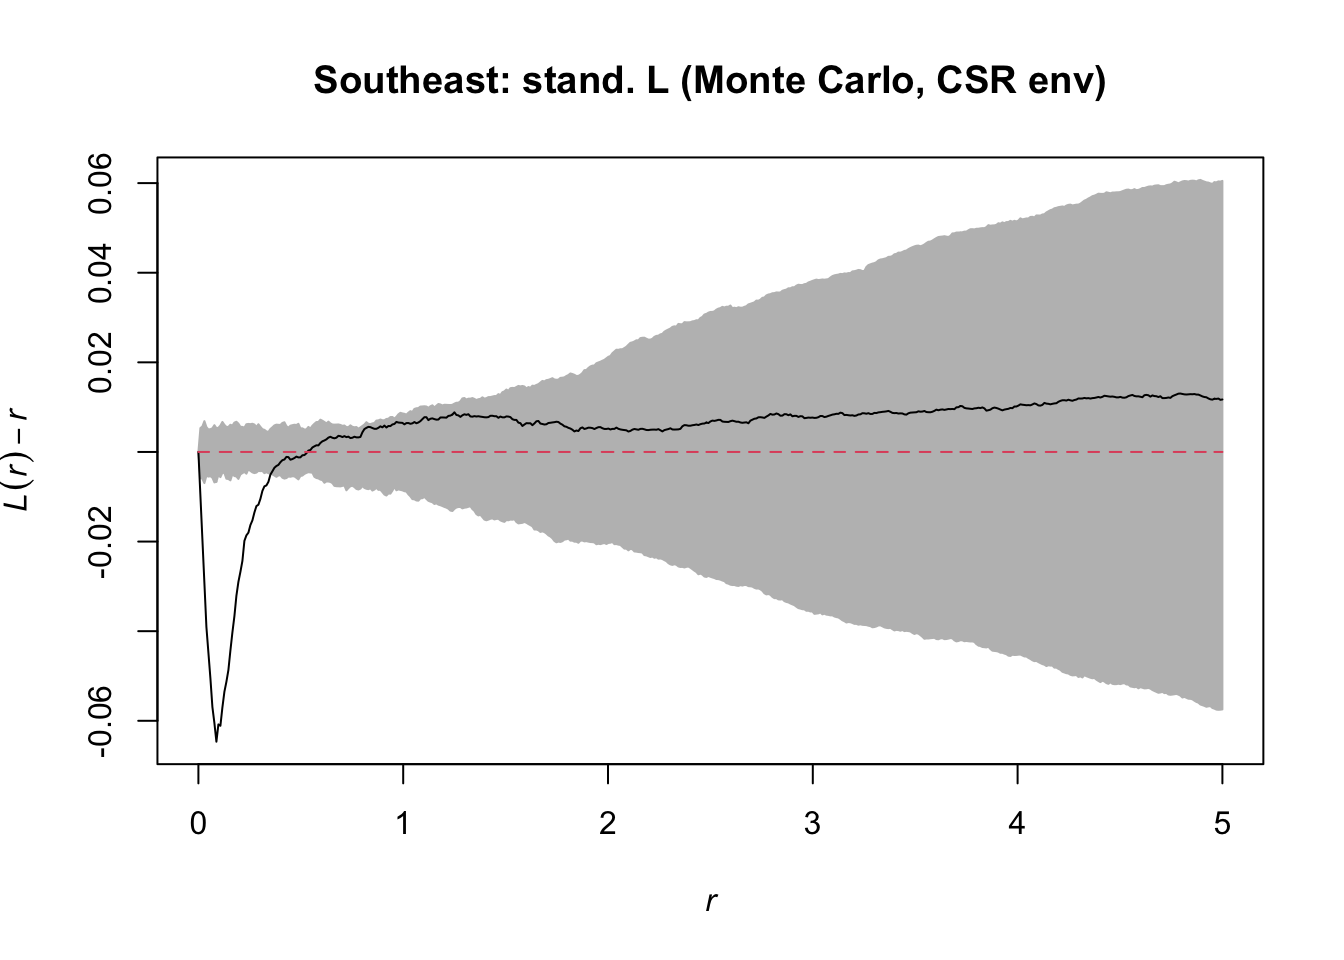 Southeast: stand. L (Monte Carlo, CSR env)
L(r) − r
0.06
0.04
0.02
-0.02
-0.06
0 1 2 3 4 5
r